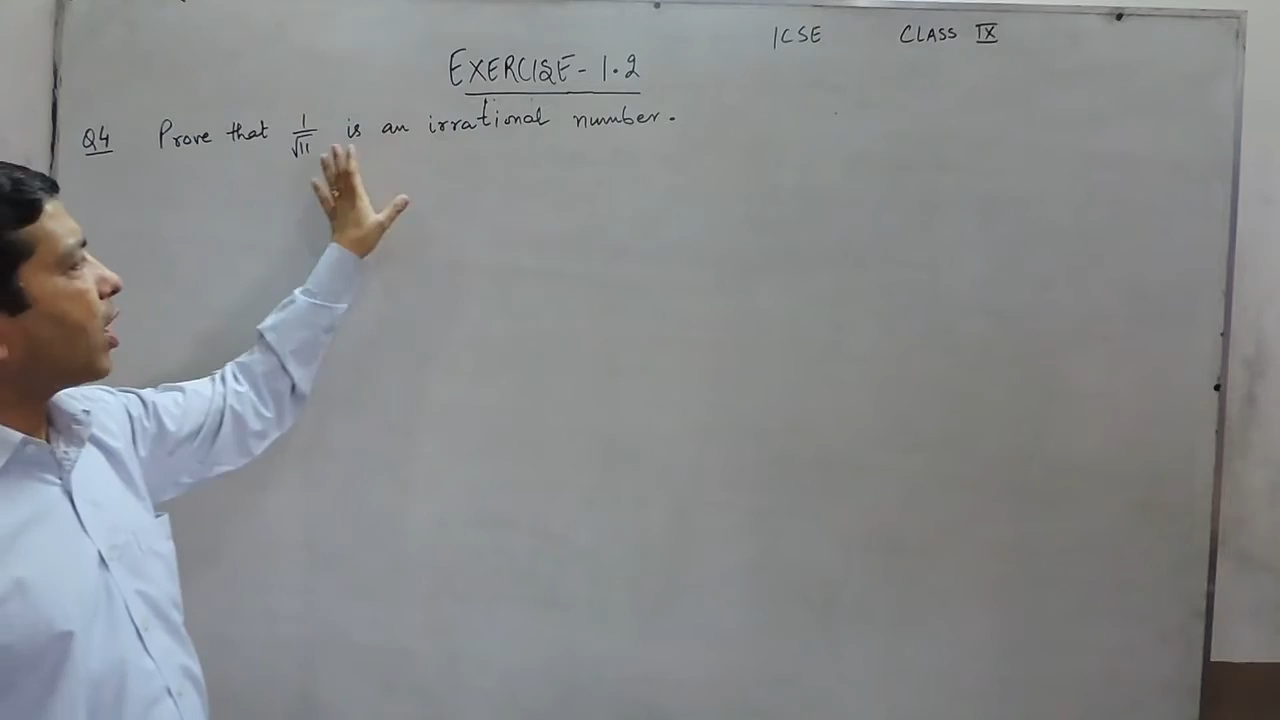 ICSE CLASS IX
EXERCISE - 1.2
Q4 Prove that 1/√11 is an irrational number.